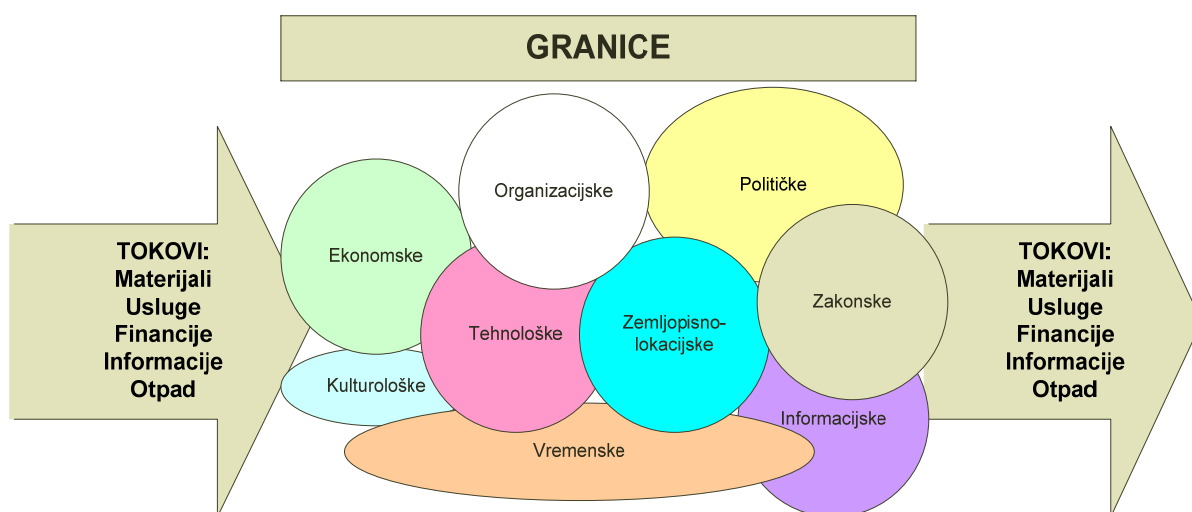 GRANICE
TOKOVI:
Materijali
Usluge
Financije
Informacije
Otpad
Organizacijske
Političke
Ekonomske
Tehnološke
Zemljopisno-
lokacijske
Zakonske
Kulturološke
Informacijske
Vremenske
TOKOVI:
Materijali
Usluge
Financije
Informacije
Otpad